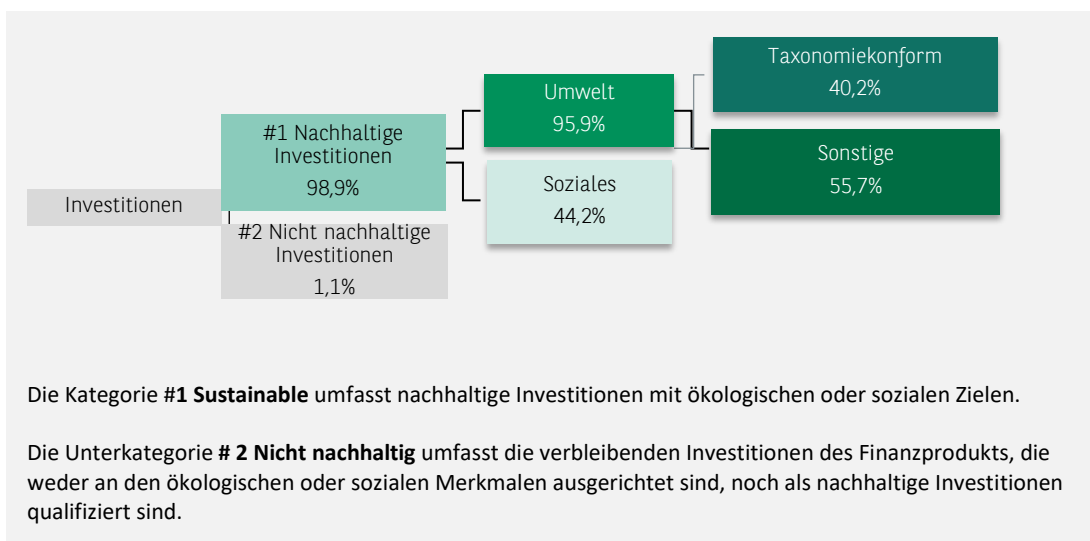 Investitionen
#1 Nachhaltige
Investitionen
98,9%
#2 Nicht nachhaltige
Investitionen
1,1%
Umwelt
95,9%
Soziales
44,2%
Taxonomiekonform
40,2%
Sonstige
55,7%
Die Kategorie #1 Sustainable umfasst nachhaltige Investitionen mit ökologischen oder sozialen Zielen.
Die Unterkategorie # 2 Nicht nachhaltig umfasst die verbleibenden Investitionen des Finanzprodukts, die
weder an den ökologischen oder sozialen Merkmalen ausgerichtet sind, noch als nachhaltige Investitionen
qualifiziert sind.